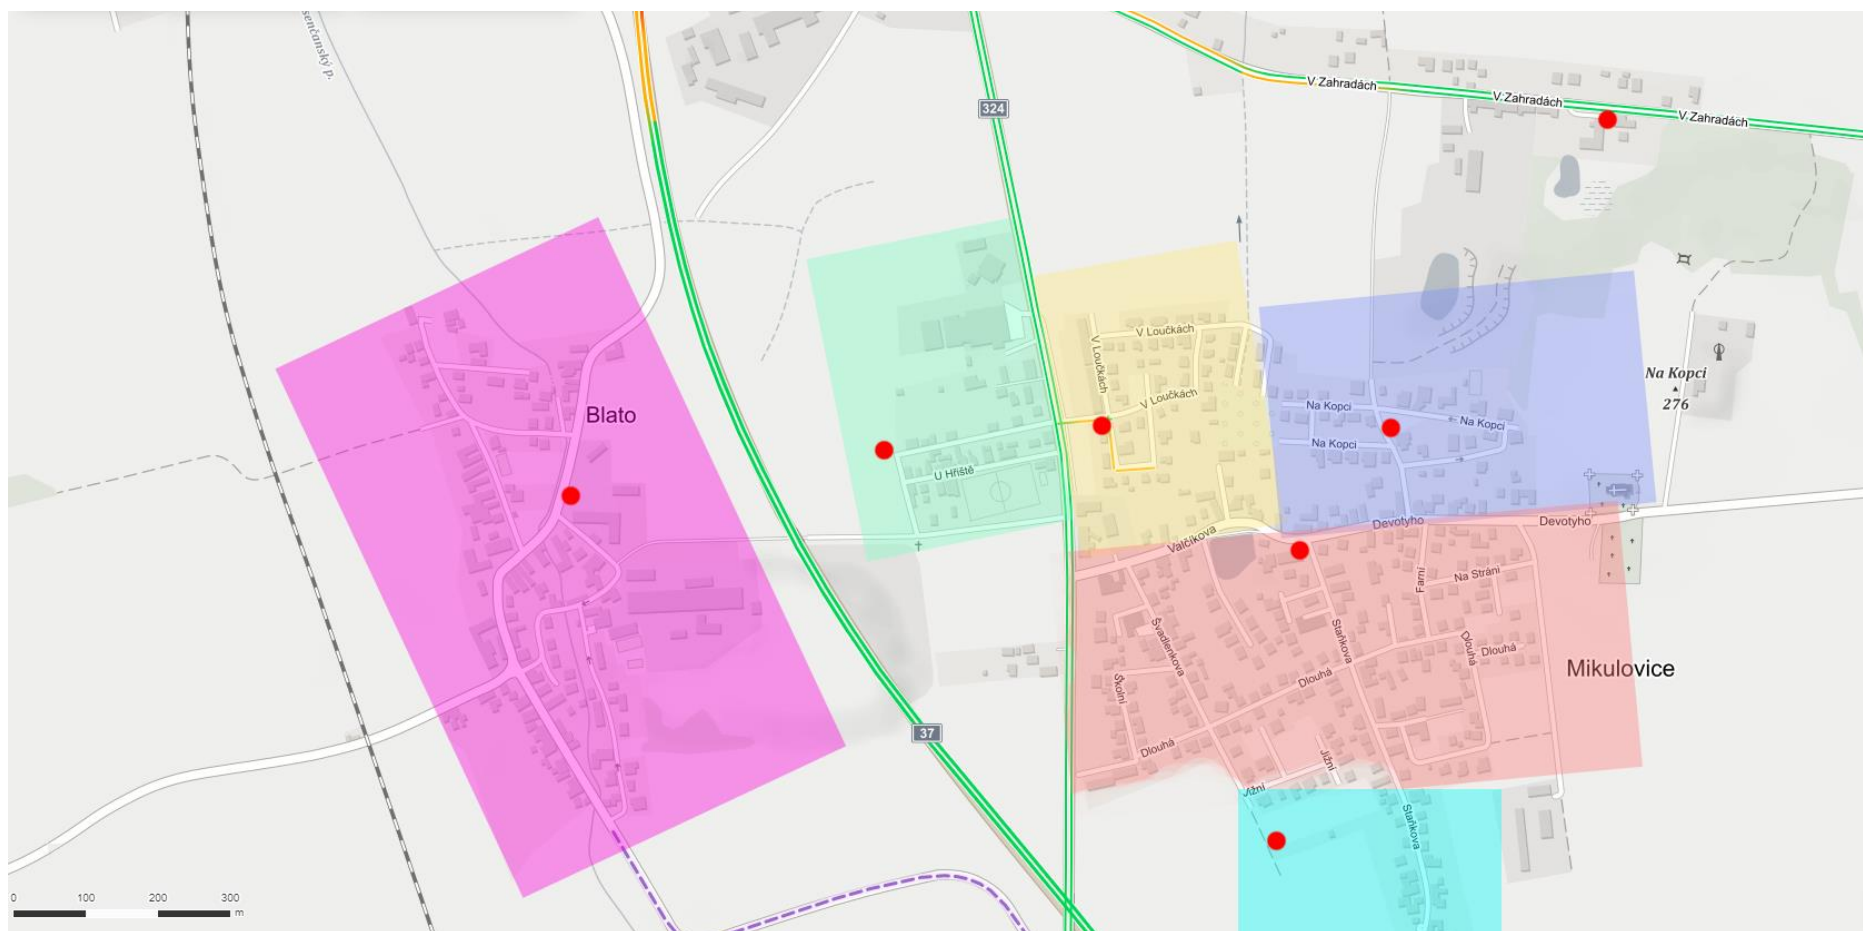 senčanský p.
324
V Zahradách
V Zahradách
V Zahradách
V Loučkách
V Loučkách
V Loučkách
Na Kopci
276
Blato
Na Kopci
Na Kopci
Na Kopci
U Hřiště
Valčíkova
Devotyho
Devotyho
Farní
Na Stráni
Švadlenkova
Staňkova
Dlouhá
Dlouhá
Mikulovice
Školní
Dlouhá
37
Dlouhá
Jižní
Jižní
Staňkova
0 100 200 300
m